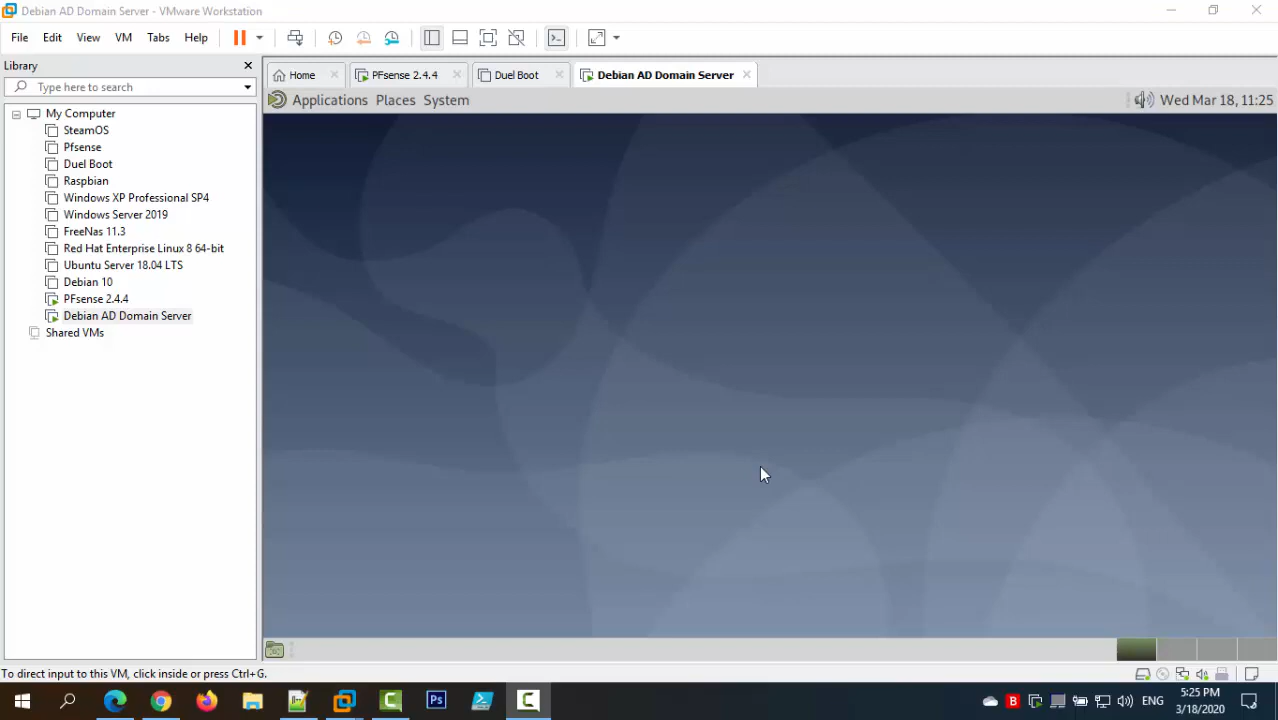 Debian AD Domain Server - VMware Workstation
File Edit View VM Tabs Help
Library
Type here to search
My Computer
SteamOS
Pfsense
Duel Boot
Raspbian
Windows XP Professional SP4
Windows Server 2019
FreeNas 11.3
Red Hat Enterprise Linux 8 64-bit
Ubuntu Server 18.04 LTS
Debian 10
PFsense 2.4.4
Debian AD Domain Server
Shared VMs
Home PFsense 2.4.4 Duel Boot Debian AD Domain Server
Applications Places System Wed Mar 18, 11:25
To direct input to this VM, click inside or press Ctrl+G.
Ps B ENG 5:25 PM
3/18/2020